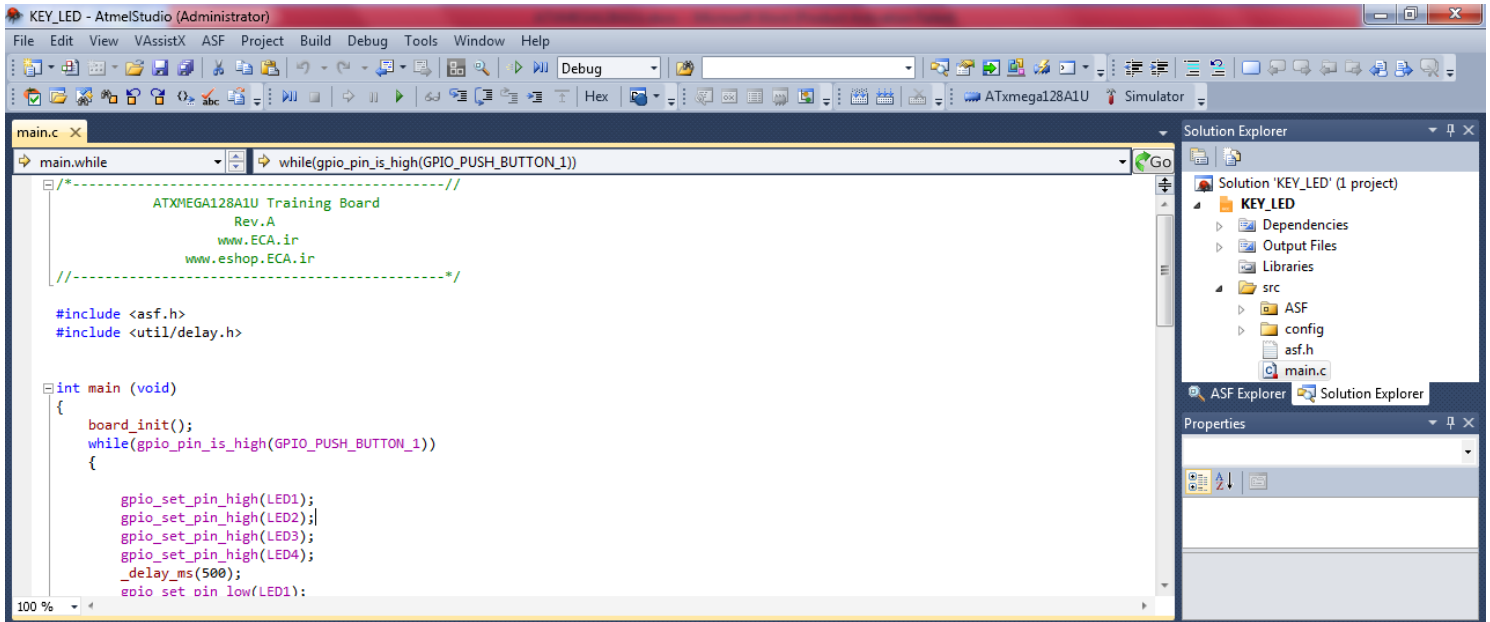 KEY_LED - AtmelStudio (Administrator)
File Edit View VAssistX ASF Project Build Debug Tools Window Help
Debug
Hex ATxmega128A1U Simulator
main.c
main.while while(gpio_pin_is_high(GPIO_PUSH_BUTTON_1)) Go
/*----------------------------------------------//
ATXMEGA128A1U Training Board
Rev.A
www.ECA.ir
www.eshop.ECA.ir
//----------------------------------------------*/
#include <asf.h>
#include <util/delay.h>
int main (void)
{
board_init();
while(gpio_pin_is_high(GPIO_PUSH_BUTTON_1))
{
gpio_set_pin_high(LED1);
gpio_set_pin_high(LED2);
gpio_set_pin_high(LED3);
gpio_set_pin_high(LED4);
_delay_ms(500);
gpio_set_pin_low(LED1);
100 %
Solution Explorer
Solution 'KEY_LED' (1 project)
KEY_LED
Dependencies
Output Files
Libraries
src
ASF
config
asf.h
main.c
ASF Explorer Solution Explorer
Properties